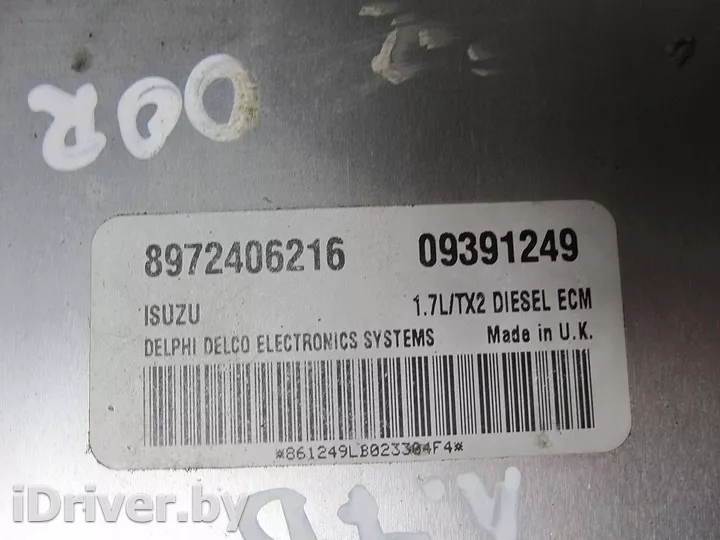 00R
8972406216 09391249
ISUZU 1.7L/TX2 DIESEL ECM
DELPHI DELCO ELECTRONICS SYSTEMS Made in U.K.
*861249LB023304F4*
iDriver.by